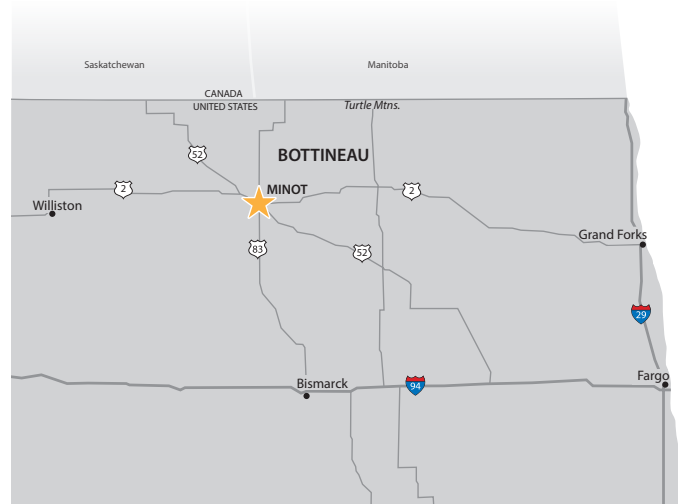 Saskatchewan
Manitoba
CANADA
UNITED STATES
Turtle Mtns.
52
BOTTINEAU
2
MINOT
2
Williston
Grand Forks
83
52
29
Fargo
Bismarck
94